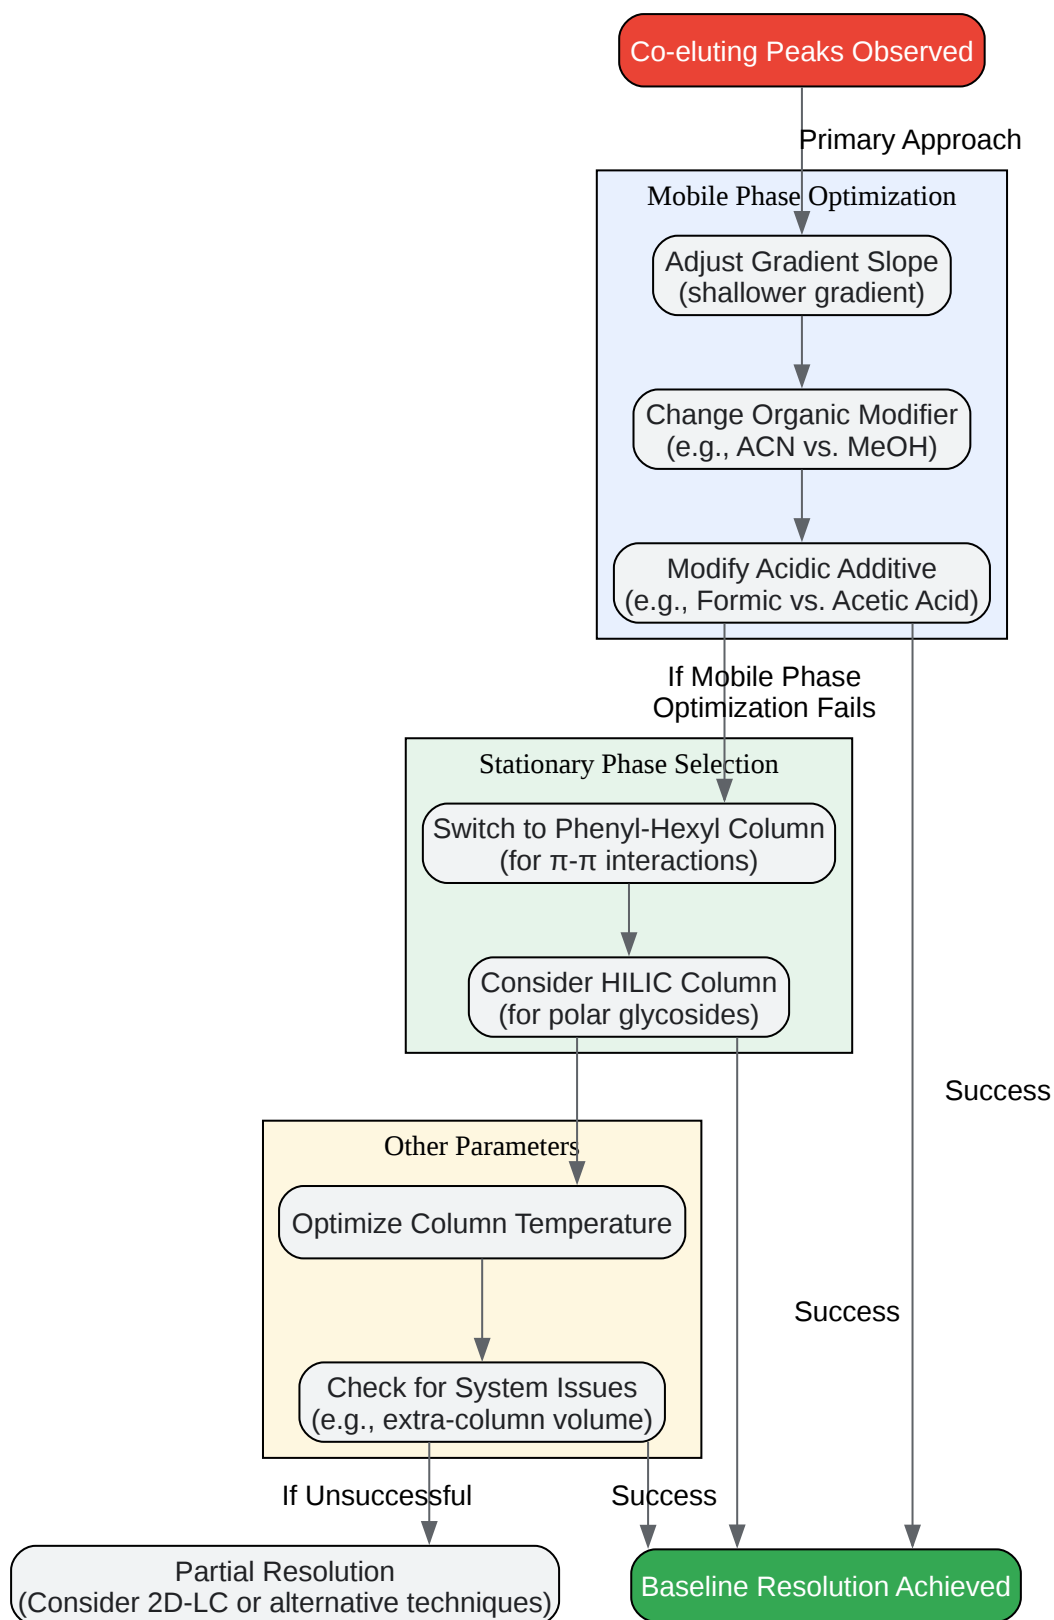 Co-eluting Peaks Observed
Primary Approach
Mobile Phase Optimization
Adjust Gradient Slope
(shallower gradient)
Change Organic Modifier
(e.g., ACN vs. MeOH)
Modify Acidic Additive
(e.g., Formic vs. Acetic Acid)
If Mobile Phase
Optimization Fails
Stationary Phase Selection
Switch to Phenyl-Hexyl Column
(for π-π interactions)
Consider HILIC Column
(for polar glycosides)
Success
Other Parameters
Optimize Column Temperature
Success
Check for System Issues
(e.g., extra-column volume)
If Unsuccessful
Success
Partial Resolution
(Consider 2D-LC or alternative techniques)
Baseline Resolution Achieved